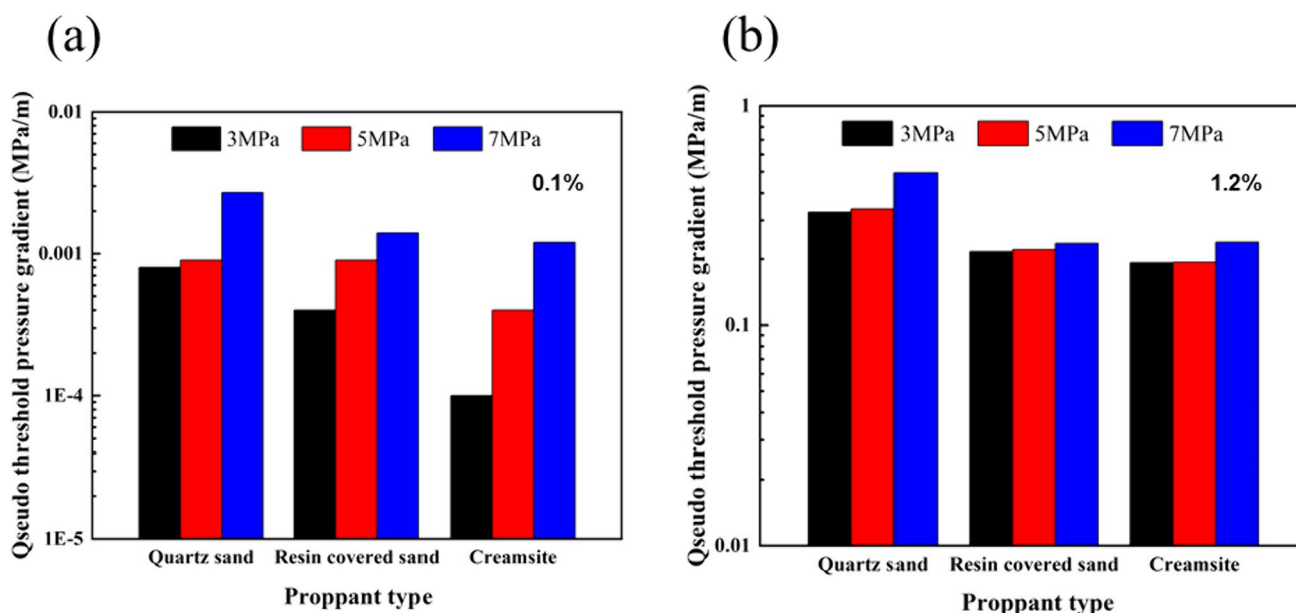 (a)
Qseudo threshold pressure gradient (MPa/m)
0.01
0.001
1E-4
1E-5
3MPa 5MPa 7MPa
0.1%
Quartz sand Resin covered sand Creamsite
Proppant type
(b)
Qseudo threshold pressure gradient (MPa/m)
1
0.1
0.01
3MPa 5MPa 7MPa
1.2%
Quartz sand Resin covered sand Creamsite
Proppant type